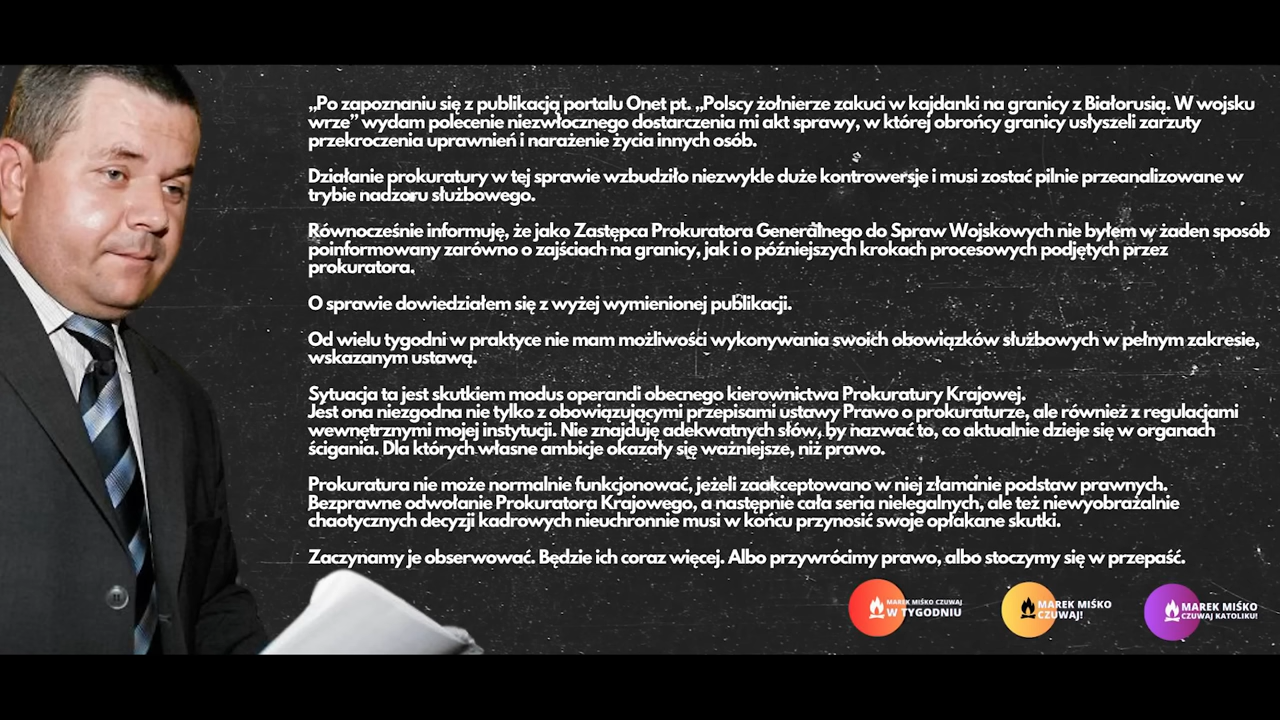 „Po zapoznaniu się z publikacją portalu Onet pt. „Polscy żołnierze zakuci w kajdanki na granicy z Białorusią. W wojsku
wrze” wydam polecenie niezwłocznego dostarczenia mi akt sprawy, w której obrońcy granicy usłyszeli zarzuty
przekroczenia uprawnień i narażenie życia innych osób.
Działanie prokuratury w tej sprawie wzbudziło niezwykle duże kontrowersje i musi zostać pilnie przeanalizowane w
trybie nadzoru służbowego.
Równocześnie informuję, że jako Zastępca Prokuratora Generalnego do Spraw Wojskowych nie byłem w żaden sposób
poinformowany zarówno o zajściach na granicy, jak i o późniejszych krokach procesowych podjętych przez
prokuratora.
O sprawie dowiedziałem się z wyżej wymienionej publikacji.
Od wielu tygodni w praktyce nie mam możliwości wykonywania swoich obowiązków służbowych w pełnym zakresie,
wskazanym ustawą.
Sytuacja ta jest skutkiem modus operandi obecnego kierownictwa Prokuratury Krajowej.
Jest ona niezgodna nie tylko z obowiązującymi przepisami ustawy Prawo o prokuraturze, ale również z regulacjami
wewnętrznymi mojej instytucji. Nie znajduję adekwatnych słów, by nazwać to, co aktualnie dzieje się w organach
ścigania. Dla których własne ambicje okazały się ważniejsze, niż prawo.
Prokuratura nie może normalnie funkcjonować, jeżeli zaakceptowano w niej złamanie podstaw prawnych.
Bezprawne odwołanie Prokuratora Krajowego, a następnie cała seria nielegalnych, ale też niewyobrażalnie
chaotycznych decyzji kadrowych nieuchronnie musi w końcu przynosić swoje opłakane skutki.
Zaczynamy je obserwować. Będzie ich coraz więcej. Albo przywrócimy prawo, albo stoczymy się w przepaść.
MAREK MIŚKO CZUWAJ
W TYGODNIU
MAREK MIŚKO
CZUWAJ!
MAREK MIŚKO
CZUWAJ KATOLIKU!